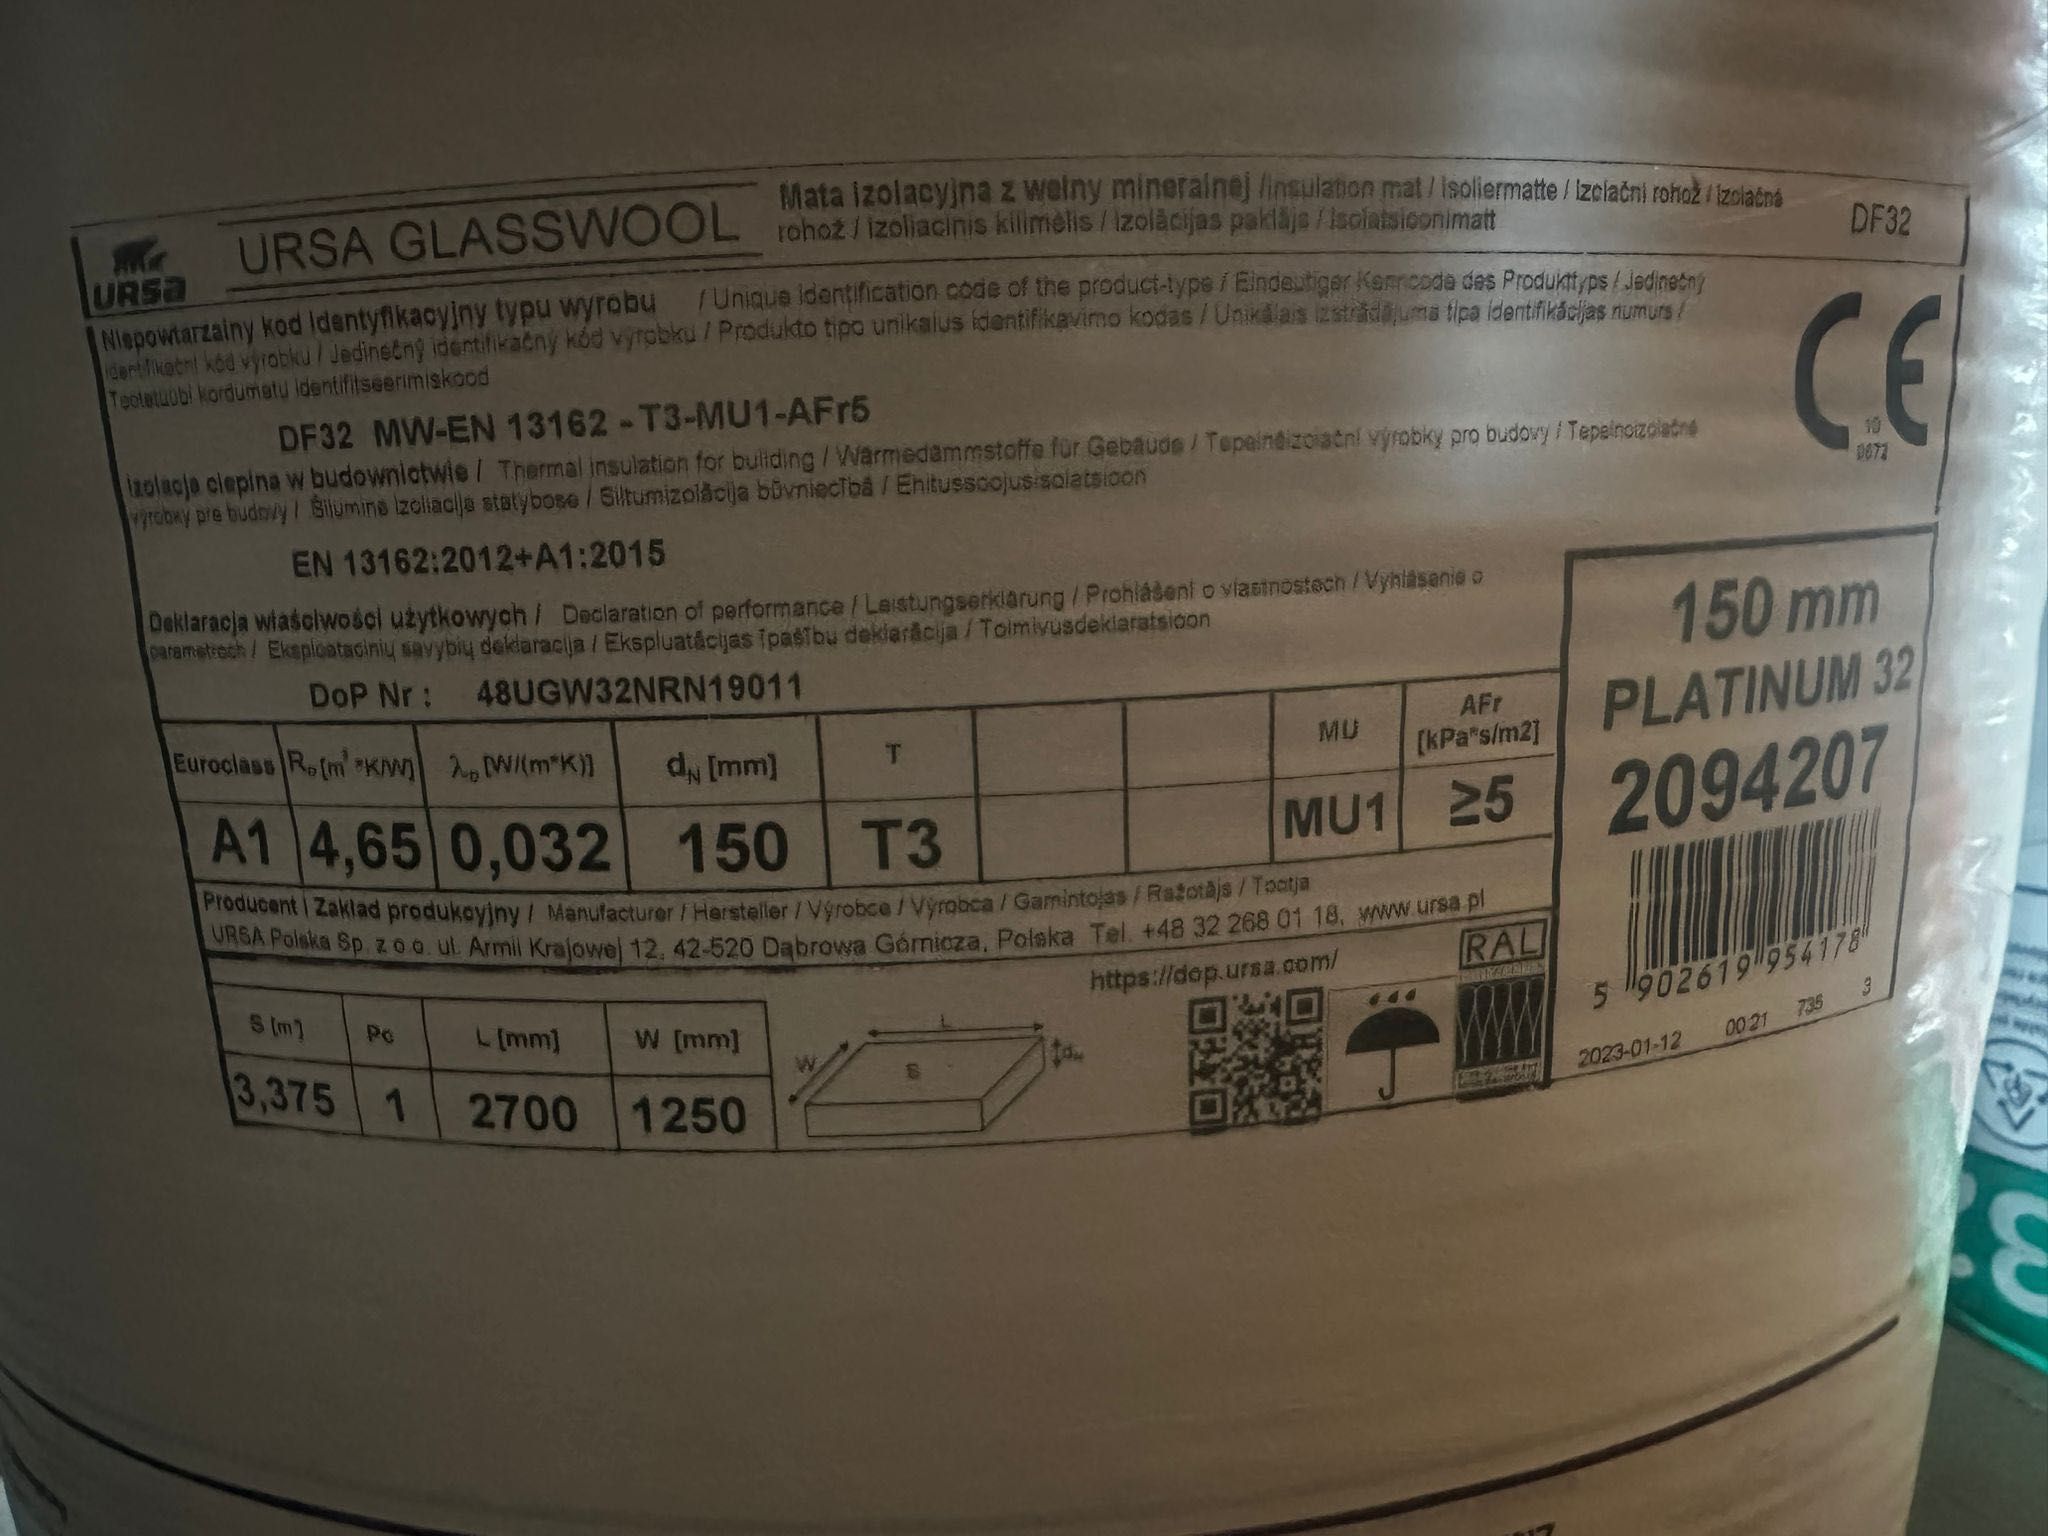 ursa
URSA GLASSWOOL
Mata izolacyjna z wełny mineralnej /insulation mat / Isoliermatte / Izolační rohož / Izolačná
rohož / Izoliacinis kilimėlis / Izolācijas paklājs / Isolatsioonimatt
DF32
Niepowtarzalny kod identyfikacyjny typu wyrobu / Unique identification code of the product-type / Eindeutiger Kenncode des Produkttyps / Jedinečný
identifikační kód výrobku / Jedinečný identifikačný kód výrobku / Produkto tipo unikalus identifikavimo kodas / Unikālais izstrādājuma tipa identifikācijas numurs /
Tootetüübi kordumatu identifitseerimiskood
CE
DF32 MW-EN 13162 - T3-MU1-AFr5
10
0672
Izolacja cieplna w budownictwie / Thermal insulation for building / Wärmedämmstoffe für Gebäude / Tepelněizolační výrobky pro budovy / Tepelnoizolačné
výrobky pre budovy / Šiluminė izoliacija statybose / Siltumizolācija būvniecībā / Ehitussoojusisolatsioon
EN 13162:2012+A1:2015
Deklaracja właściwości użytkowych / Declaration of performance / Leistungserklärung / Prohlášení o vlastnostech / Vyhlásenie o
parametroch / Eksploatacinių savybių deklaracija / Ekspluatācijas īpašību deklarācija / Toimivusdeklaratsioon
DoP Nr : 48UGW32NRN19011
150 mm
PLATINUM 32
2094207
Euroclass R_D [m² *K/W] λ_D [W/(m*K)] d_N [mm] T MU AFr [kPa*s/m2]
A1 4,65 0,032 150 T3 MU1 ≥5
Producent i Zakład produkcyjny / Manufacturer / Hersteller / Výrobce / Výrobca / Gamintojas / Ražotājs / Tootja
URSA Polska Sp. z o o. ul. Armii Krajowej 12, 42-520 Dąbrowa Górnicza, Polska Tel. +48 32 268 01 18, www.ursa.pl
https://dop.ursa.com/
RAL
5 902619 954178
2023-01-12 00:21 735 3
S [m²] Pc L [mm] W [mm]
3,375 1 2700 1250
L
W
S
d_N